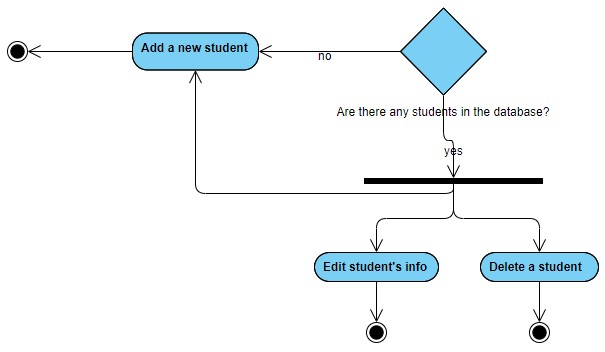 Add a new student
no
Are there any students in the database?
yes
Edit student's info
Delete a student